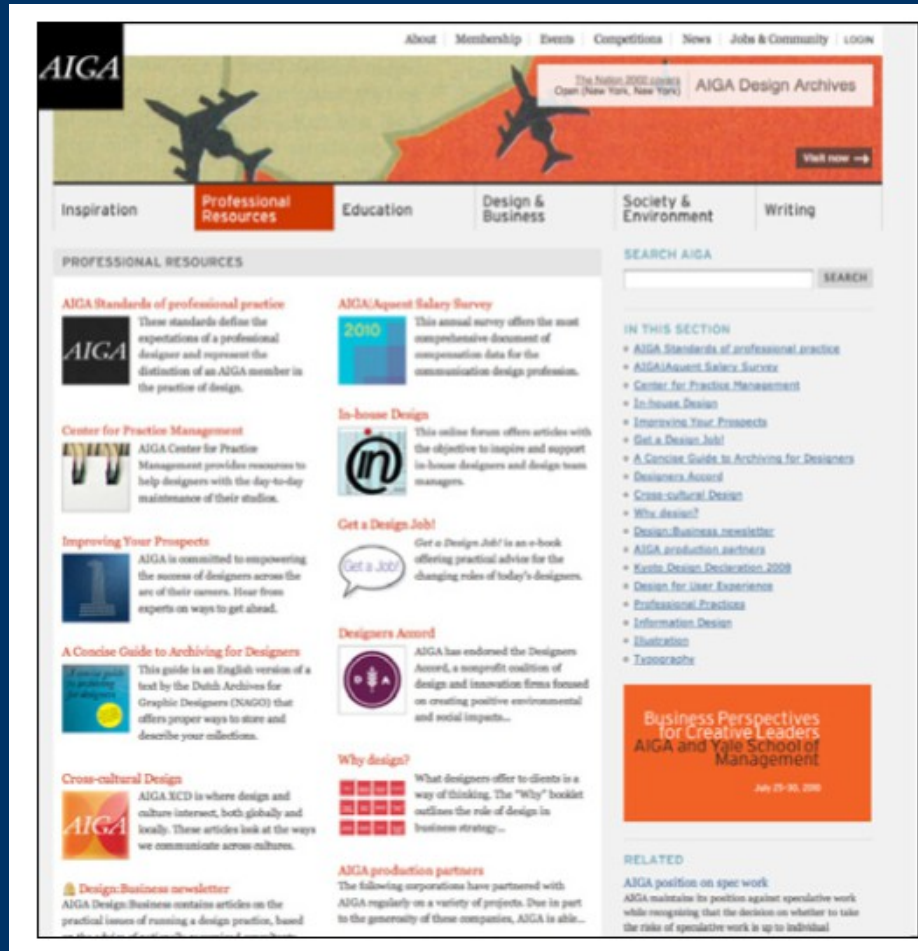 AIGA
About
Membership
Events
Competitions
News
Jobs & Community
LOGIN
The Nation 2002 covers
Open (New York, New York)
AIGA Design Archives
Visit now
Inspiration
Professional
Resources
Education
Design &
Business
Society &
Environment
Writing
PROFESSIONAL RESOURCES
AIGA Standards of professional practice
AIGA
These standards define the
expectations of a professional
designer and represent the
distinction of an AIGA member in
the practice of design.
Center for Practice Management
AIGA Center for Practice
Management provides resources to
help designers with the day-to-day
maintenance of their studios.
Improving Your Prospects
AIGA is committed to empowering
the success of designers across the
arc of their careers. Hear from
experts on ways to get ahead.
A Concise Guide to Archiving for Designers
A concise guide
to archiving
for designers
This guide is an English version of a
text by the Dutch Archives for
Graphic Designers (NAGO) that
offers proper ways to store and
describe your collections.
Cross-cultural Design
AIGA
AIGA XCD is where design and
culture intersect, both globally and
locally. These articles look at the ways
we communicate across cultures.
Design:Business newsletter
AIGA Design:Business contains articles on the
practical issues of running a design practice, based
AIGA|Aquent Salary Survey
2010
This annual survey offers the most
comprehensive document of
compensation data for the
communication design profession.
In-house Design
in
This online forum offers articles with
the objective to inspire and support
in-house designers and design team
managers.
Get a Design Job!
Get a Job!
Get a Design Job! is an e-book
offering practical advice for the
changing roles of today's designers.
Designers Accord
D A
AIGA has endorsed the Designers
Accord, a nonprofit coalition of
design and innovation firms focused
on creating positive environmental
and social impacts...
Why design?
What designers offer to clients is a
way of thinking. The "Why" booklet
outlines the role of design in
business strategy...
AIGA production partners
The following corporations have partnered with
AIGA regularly on a variety of projects. Due in part
to the generosity of these companies, AIGA is able...
SEARCH AIGA
SEARCH
IN THIS SECTION
AIGA Standards of professional practice
AIGA|Aquent Salary Survey
Center for Practice Management
In-house Design
Improving Your Prospects
Get a Design Job!
A Concise Guide to Archiving for Designers
Designers Accord
Cross-cultural Design
Why design?
Design:Business newsletter
AIGA production partners
Kyoto Design Declaration 2008
Design for User Experience
Professional Practices
Information Design
Illustration
Typography
Business Perspectives
for Creative Leaders
AIGA and Yale School of
Management
July 25-30, 2010
RELATED
AIGA position on spec work
AIGA maintains its position against speculative work
while recognizing that the decision on whether to take
the risks of speculative work is up to individual